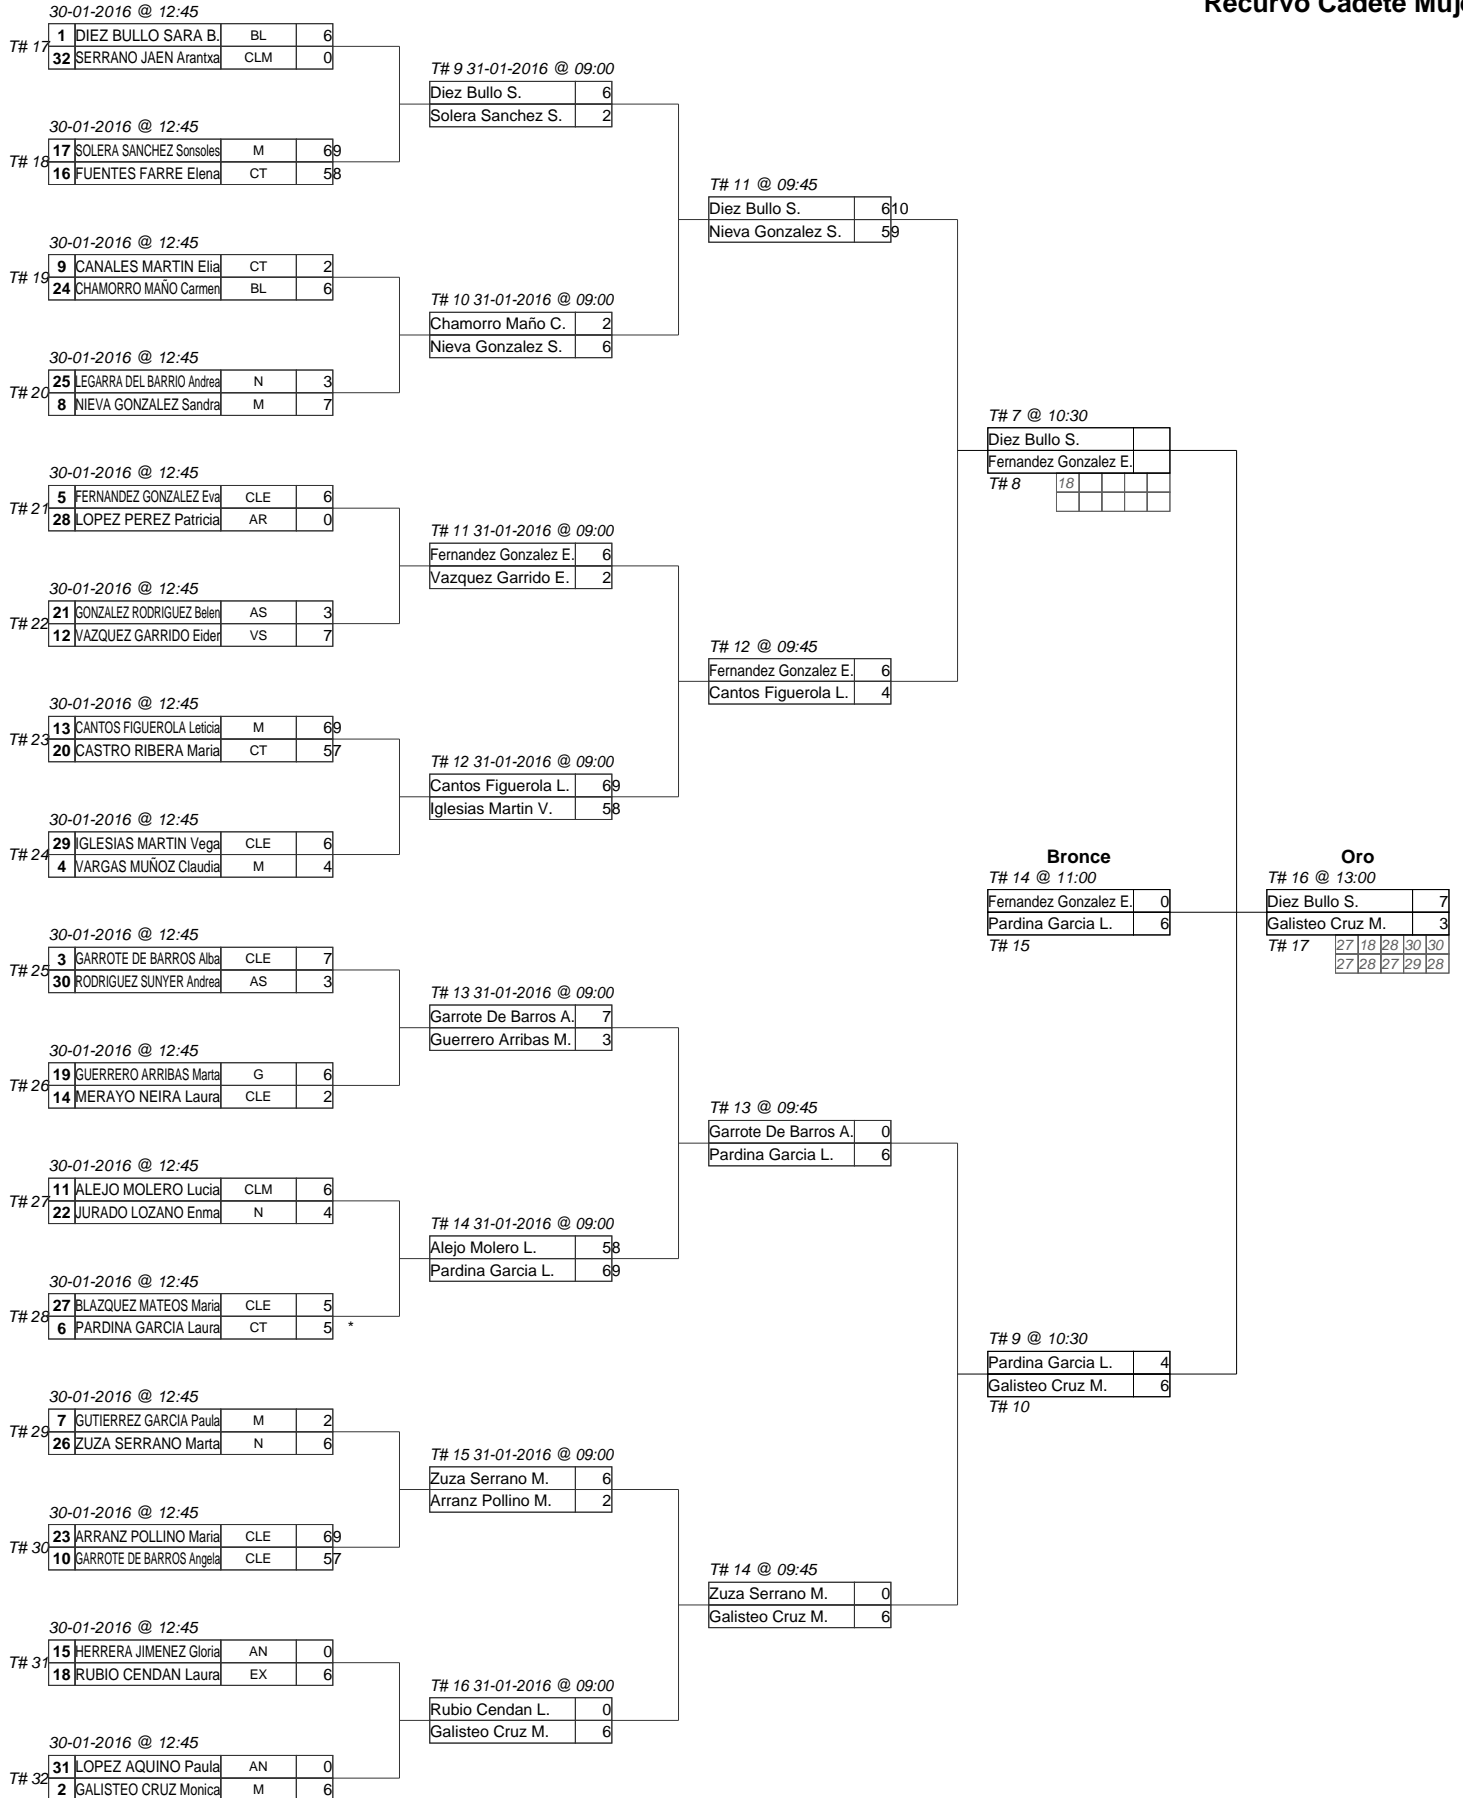 Recurvo Cadete Muj
30-01-2016 @ 12:45
T# 17
1 DIEZ BULLO SARA B. BL 6
32 SERRANO JAEN Arantxa CLM 0
30-01-2016 @ 12:45
T# 18
17 SOLERA SANCHEZ Sonsoles M 69
16 FUENTES FARRE Elena CT 58
30-01-2016 @ 12:45
T# 19
9 CANALES MARTIN Elia CT 2
24 CHAMORRO MAÑO Carmen BL 6
30-01-2016 @ 12:45
T# 20
25 LEGARRA DEL BARRIO Andrea N 3
8 NIEVA GONZALEZ Sandra M 7
30-01-2016 @ 12:45
T# 21
5 FERNANDEZ GONZALEZ Eva CLE 6
28 LOPEZ PEREZ Patricia AR 0
30-01-2016 @ 12:45
T# 22
21 GONZALEZ RODRIGUEZ Belen AS 3
12 VAZQUEZ GARRIDO Eider VS 7
30-01-2016 @ 12:45
T# 23
13 CANTOS FIGUEROLA Leticia M 69
20 CASTRO RIBERA Maria CT 57
30-01-2016 @ 12:45
T# 24
29 IGLESIAS MARTIN Vega CLE 6
4 VARGAS MUÑOZ Claudia M 4
30-01-2016 @ 12:45
T# 25
3 GARROTE DE BARROS Alba CLE 7
30 RODRIGUEZ SUNYER Andrea AS 3
30-01-2016 @ 12:45
T# 26
19 GUERRERO ARRIBAS Marta G 6
14 MERAYO NEIRA Laura CLE 2
30-01-2016 @ 12:45
T# 27
11 ALEJO MOLERO Lucia CLM 6
22 JURADO LOZANO Enma N 4
30-01-2016 @ 12:45
T# 28
27 BLAZQUEZ MATEOS Maria CLE 5
6 PARDINA GARCIA Laura CT 5 *
30-01-2016 @ 12:45
T# 29
7 GUTIERREZ GARCIA Paula M 2
26 ZUZA SERRANO Marta N 6
30-01-2016 @ 12:45
T# 30
23 ARRANZ POLLINO Maria CLE 69
10 GARROTE DE BARROS Angela CLE 57
30-01-2016 @ 12:45
T# 31
15 HERRERA JIMENEZ Gloria AN 0
18 RUBIO CENDAN Laura EX 6
30-01-2016 @ 12:45
T# 32
31 LOPEZ AQUINO Paula AN 0
2 GALISTEO CRUZ Monica M 6
T# 9 31-01-2016 @ 09:00
Diez Bullo S. 6
Solera Sanchez S. 2
T# 10 31-01-2016 @ 09:00
Chamorro Maño C. 2
Nieva Gonzalez S. 6
T# 11 31-01-2016 @ 09:00
Fernandez Gonzalez E. 6
Vazquez Garrido E. 2
T# 12 31-01-2016 @ 09:00
Cantos Figuerola L. 69
Iglesias Martin V. 58
T# 13 31-01-2016 @ 09:00
Garrote De Barros A. 7
Guerrero Arribas M. 3
T# 14 31-01-2016 @ 09:00
Alejo Molero L. 58
Pardina Garcia L. 69
T# 15 31-01-2016 @ 09:00
Zuza Serrano M. 6
Arranz Pollino M. 2
T# 16 31-01-2016 @ 09:00
Rubio Cendan L. 0
Galisteo Cruz M. 6
T# 11 @ 09:45
Diez Bullo S. 610
Nieva Gonzalez S. 59
T# 12 @ 09:45
Fernandez Gonzalez E. 6
Cantos Figuerola L. 4
T# 13 @ 09:45
Garrote De Barros A. 0
Pardina Garcia L. 6
T# 14 @ 09:45
Zuza Serrano M. 0
Galisteo Cruz M. 6
T# 7 @ 10:30
Diez Bullo S.
Fernandez Gonzalez E.
T# 8 18
T# 9 @ 10:30
Pardina Garcia L. 4
Galisteo Cruz M. 6
T# 10
Bronce
T# 14 @ 11:00
Fernandez Gonzalez E. 0
Pardina Garcia L. 6
T# 15
Oro
T# 16 @ 13:00
Diez Bullo S. 7
Galisteo Cruz M. 3
T# 17 27 18 28 30 30
27 28 27 29 28